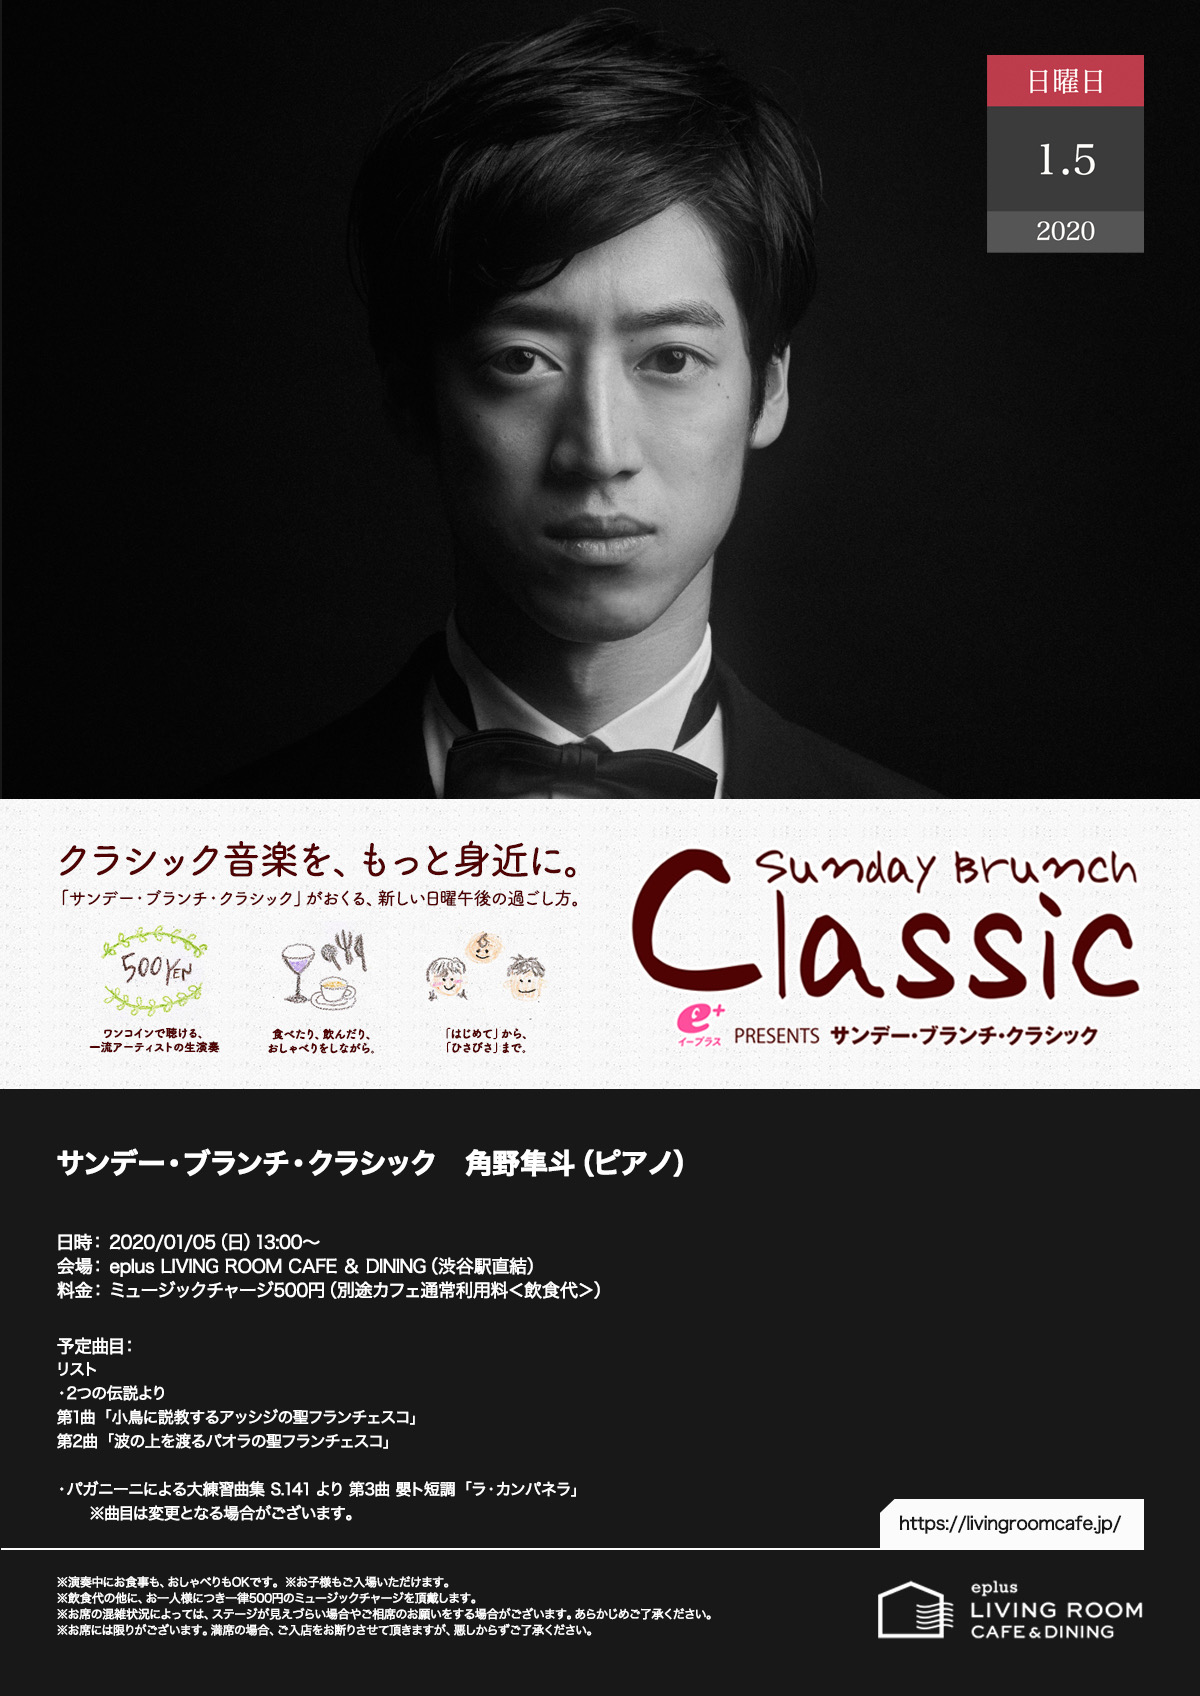 日曜日
1.5
2020
クラシック音楽を、もっと身近に。
「サンデー・ブランチ・クラシック」がおくる、新しい日曜午後の過ごし方。
500 YEN
ワンコインで聴ける、
一流アーティストの生演奏
食べたり、飲んだり、
おしゃべりをしながら。
「はじめて」から、
「ひさびさ」まで。
Sunday Brunch
Classic
e+
イープラス
PRESENTS サンデー・ブランチ・クラシック
サンデー・ブランチ・クラシック 角野隼斗(ピアノ)
日時: 2020/01/05(日)13:00〜
会場: eplus LIVING ROOM CAFE & DINING(渋谷駅直結)
料金: ミュージックチャージ500円(別途カフェ通常利用料<飲食代>)
予定曲目:
リスト
・2つの伝説より
第1曲「小鳥に説教するアッシジの聖フランチェスコ」
第2曲「波の上を渡るパオラの聖フランチェスコ」
・パガニーニによる大練習曲集 S.141 より 第3曲 嬰ト短調「ラ・カンパネラ」
※曲目は変更となる場合がございます。
https://livingroomcafe.jp/
※演奏中にお食事も、おしゃべりもOKです。 ※お子様もご入場いただけます。
※飲食代の他に、お一人様につき一律500円のミュージックチャージを頂戴します。
※お席の混雑状況によっては、ステージが見えづらい場合やご相席のお願いをする場合がございます。あらかじめご了承ください。
※お席には限りがございます。満席の場合、ご入店をお断りさせて頂きますが、悪しからずご了承ください。
eplus
LIVING ROOM
CAFE & DINING